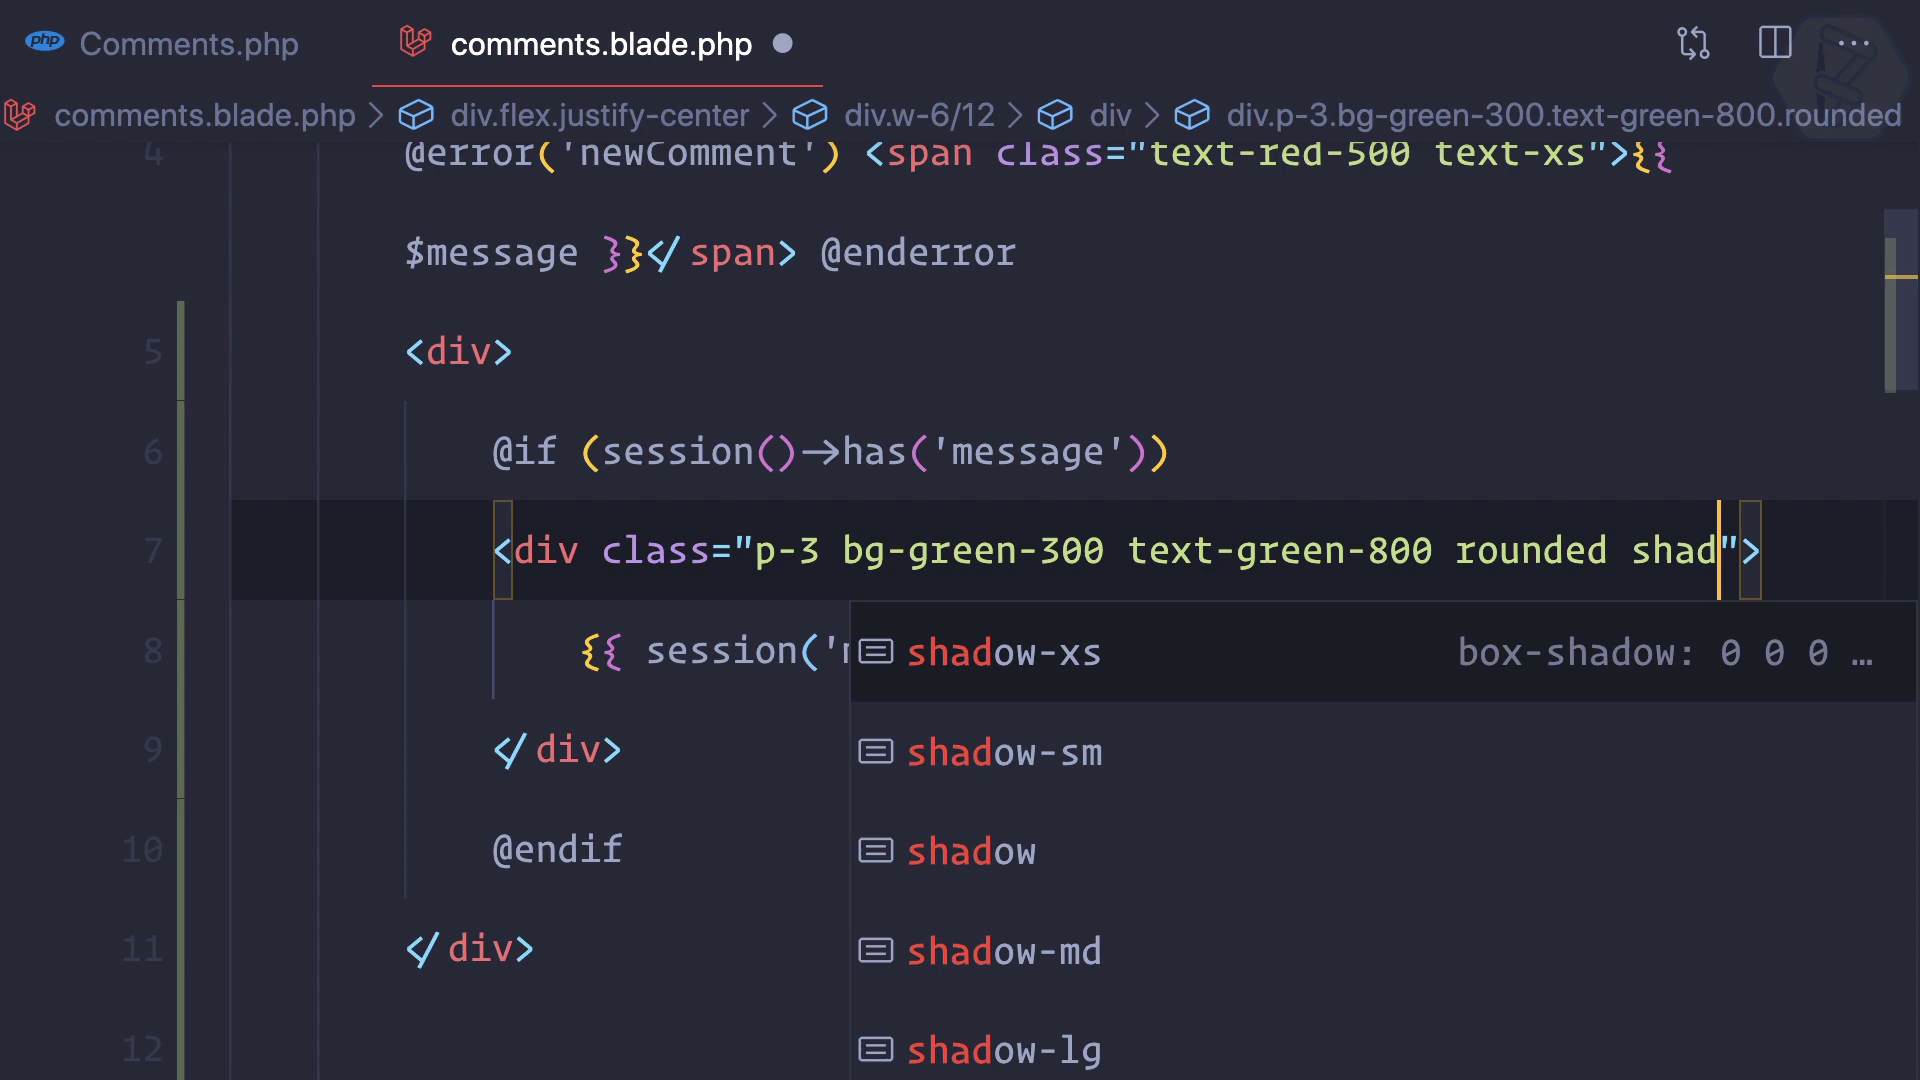 php Comments.php comments.blade.php
comments.blade.php > div.flex.justify-center > div.w-6/12 > div > div.p-3.bg-green-300.text-green-800.rounded
4 @error('newComment') <span class="text-red-500 text-xs">{{
$message }}</span> @enderror
5 <div>
6 @if (session()->has('message'))
7 <div class="p-3 bg-green-300 text-green-800 rounded shad">
8 {{ session('
shadow-xs box-shadow: 0 0 0 …
9 </div>
shadow-sm
10 @endif
shadow
11 </div>
shadow-md
12
shadow-lg